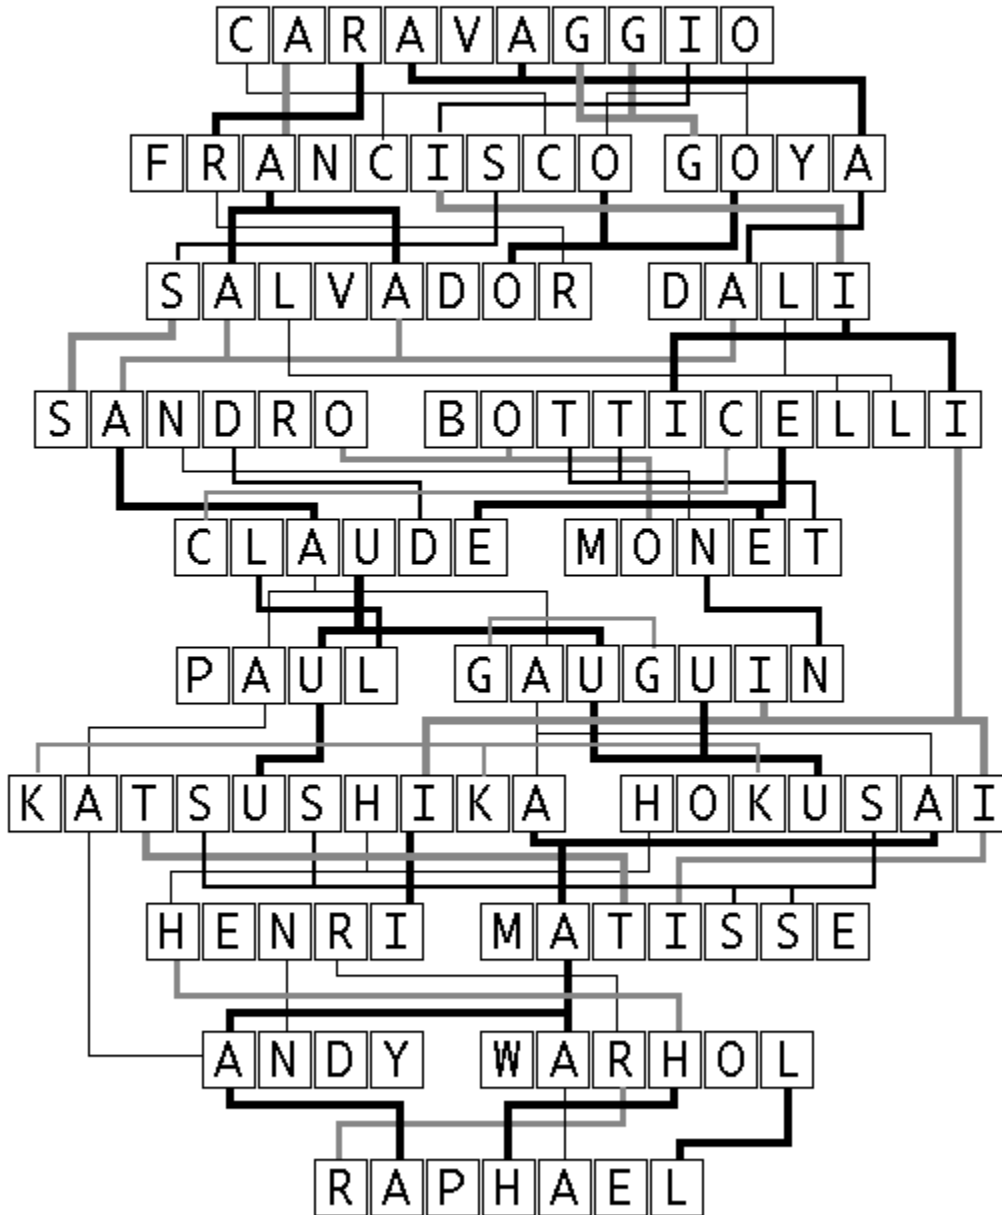 CARAVAGGIO
FRANCISCO GOYA
SALVADOR DALI
SANDRO BOTTICELLI
CLAUDE MONET
PAUL GAUGUIN
KATSUSHIKA HOKUSAI
HENRI MATISSE
ANDY WARHOL
RAPHAEL